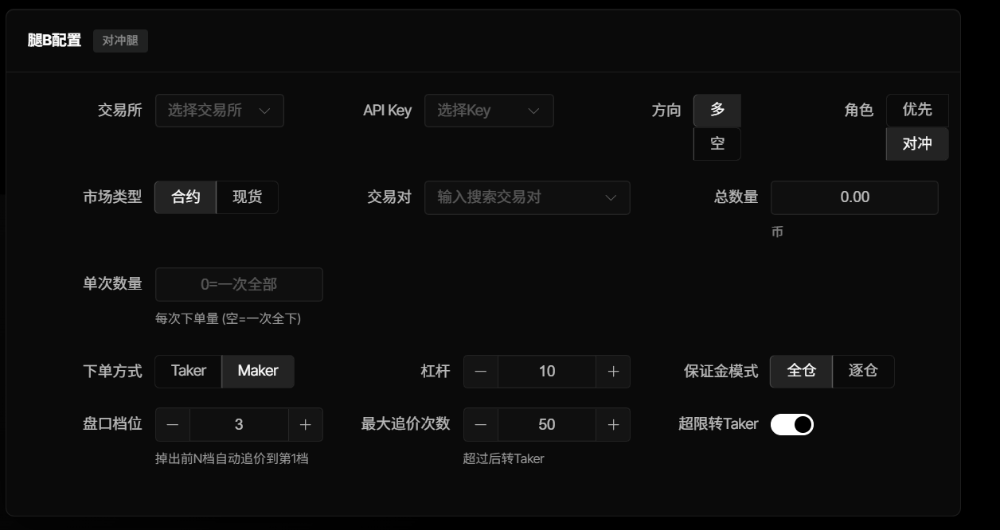 腿B配置 对冲腿
交易所 选择交易所 API Key 选择Key 方向 多 角色 优先
空 对冲
市场类型 合约 现货 交易对 输入搜索交易对 总数量 0.00
币
单次数量 0=一次全部
每次下单量 (空=一次全下)
下单方式 Taker Maker 杠杆 — 10 + 保证金模式 全仓 逐仓
盘口档位 — 3 + 最大追价次数 — 50 + 超限转Taker
掉出前N档自动追价到第1档 超过后转Taker